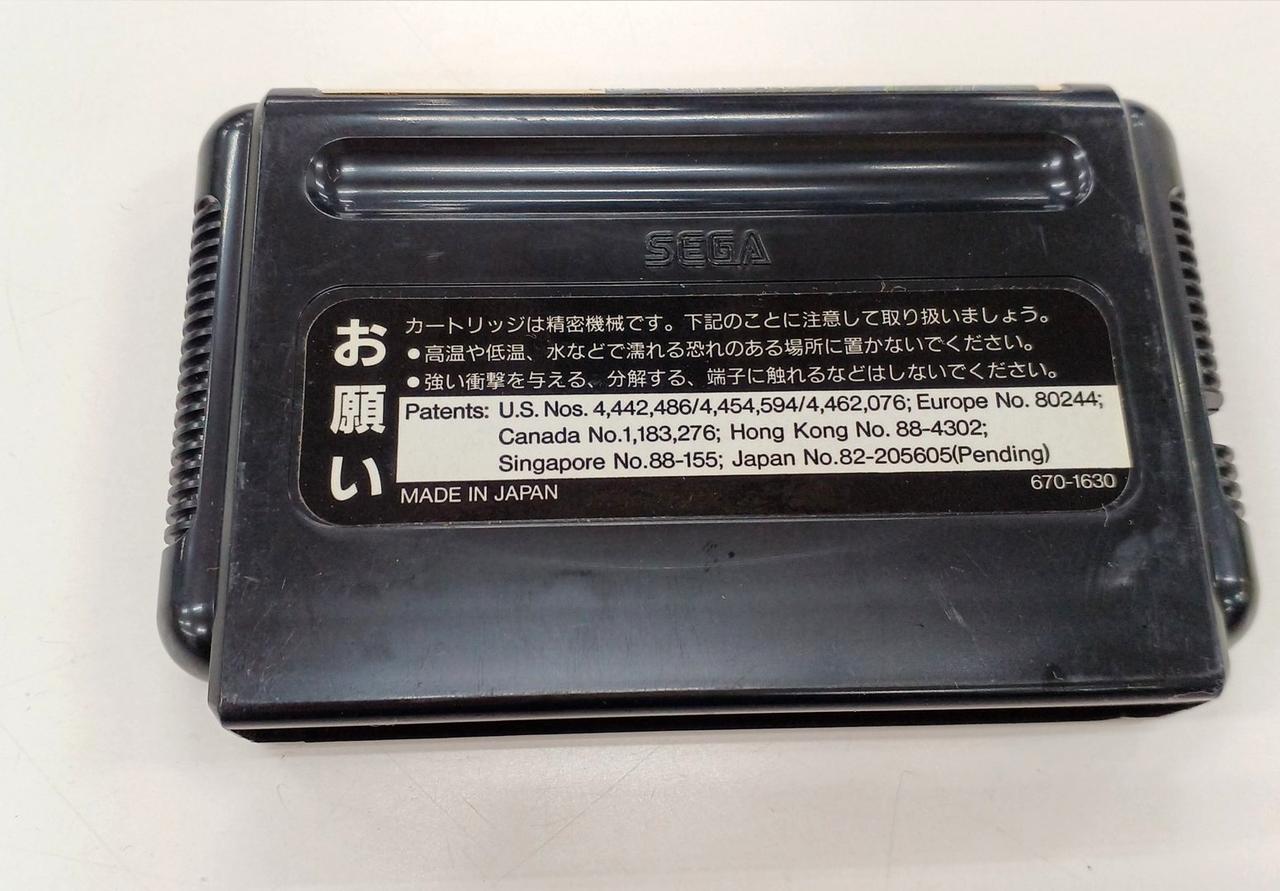 SEGA
お願い
カートリッジは精密機械です。下記のことに注意して取り扱いましょう。
●高温や低温、水などで濡れる恐れのある場所に置かないでください。
●強い衝撃を与える、分解する、端子に触れるなどはしないでください。
Patents: U.S. Nos. 4,442,486/4,454,594/4,462,076; Europe No. 80244;
Canada No.1,183,276; Hong Kong No. 88-4302;
Singapore No.88-155; Japan No.82-205605(Pending)
MADE IN JAPAN
670-1630